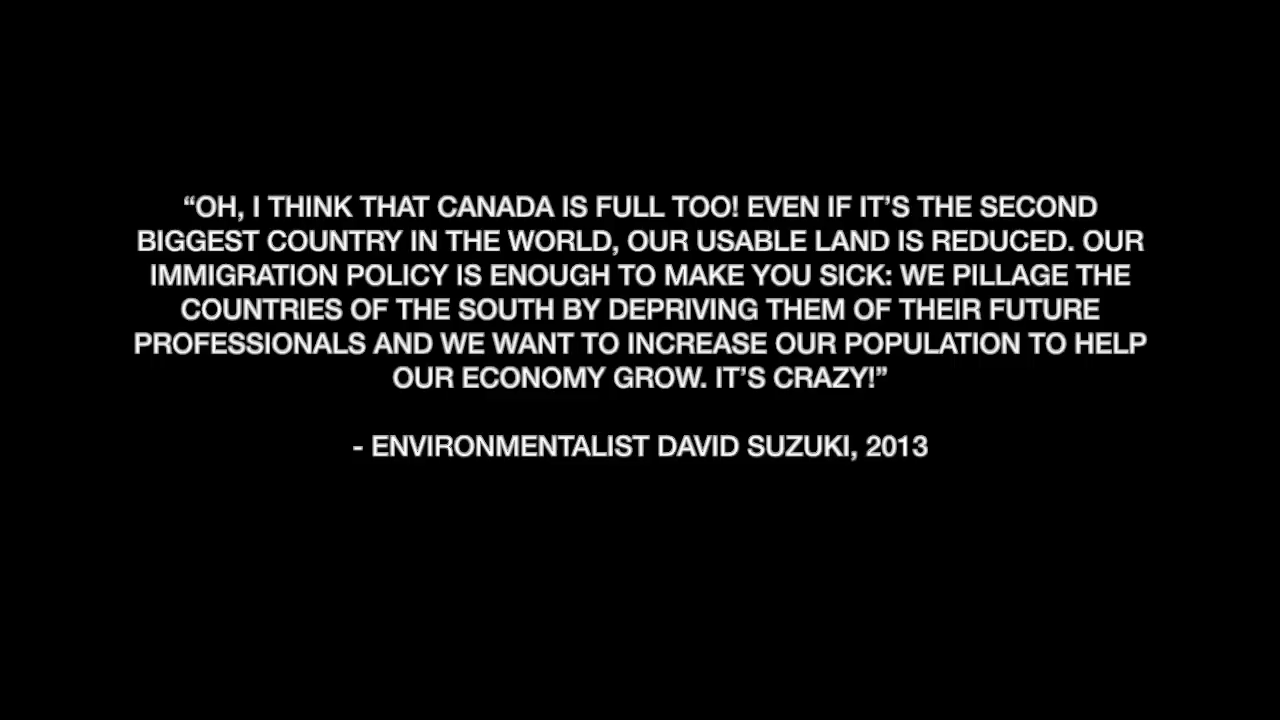 “OH, I THINK THAT CANADA IS FULL TOO! EVEN IF IT’S THE SECOND
BIGGEST COUNTRY IN THE WORLD, OUR USABLE LAND IS REDUCED. OUR
IMMIGRATION POLICY IS ENOUGH TO MAKE YOU SICK: WE PILLAGE THE
COUNTRIES OF THE SOUTH BY DEPRIVING THEM OF THEIR FUTURE
PROFESSIONALS AND WE WANT TO INCREASE OUR POPULATION TO HELP
OUR ECONOMY GROW. IT’S CRAZY!”
- ENVIRONMENTALIST DAVID SUZUKI, 2013